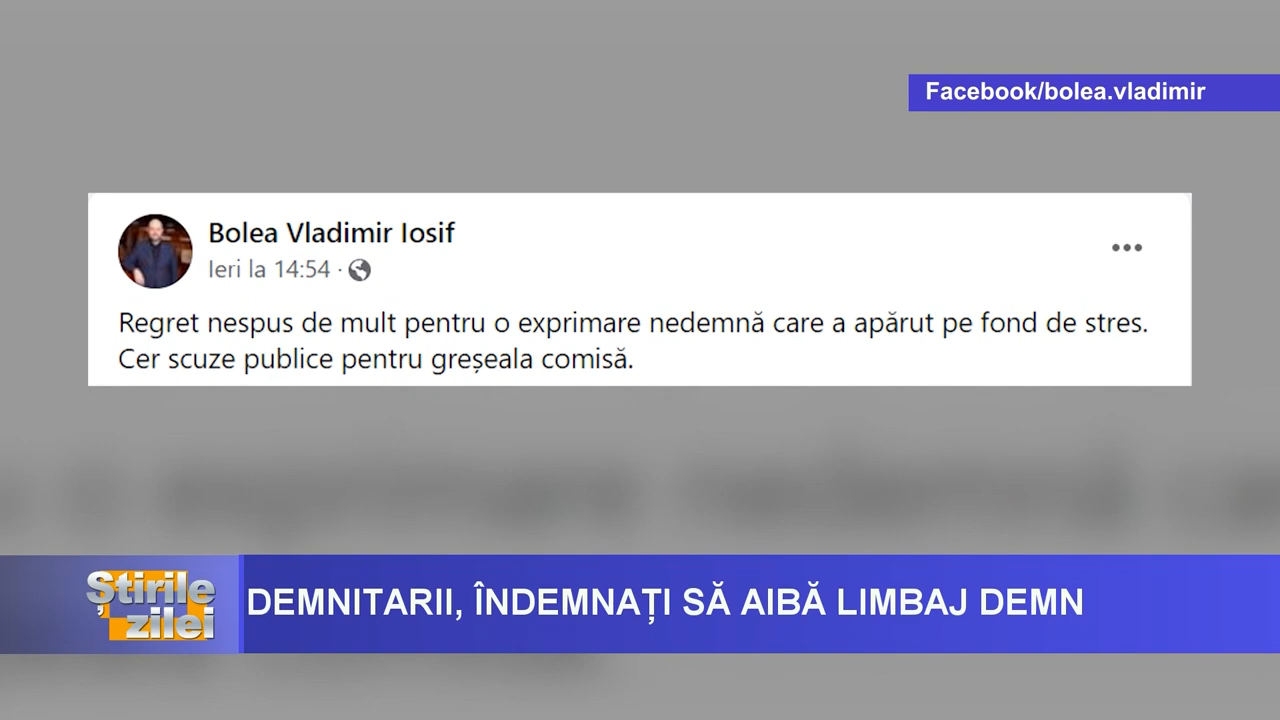 Facebook/bolea.vladimir
Bolea Vladimir Iosif
Ieri la 14:54 ·
Regret nespus de mult pentru o exprimare nedemnă care a apărut pe fond de stres.
Cer scuze publice pentru greșeala comisă.
Știrile
zilei
DEMNITARII, ÎNDEMNAȚI SĂ AIBĂ LIMBAJ DEMN